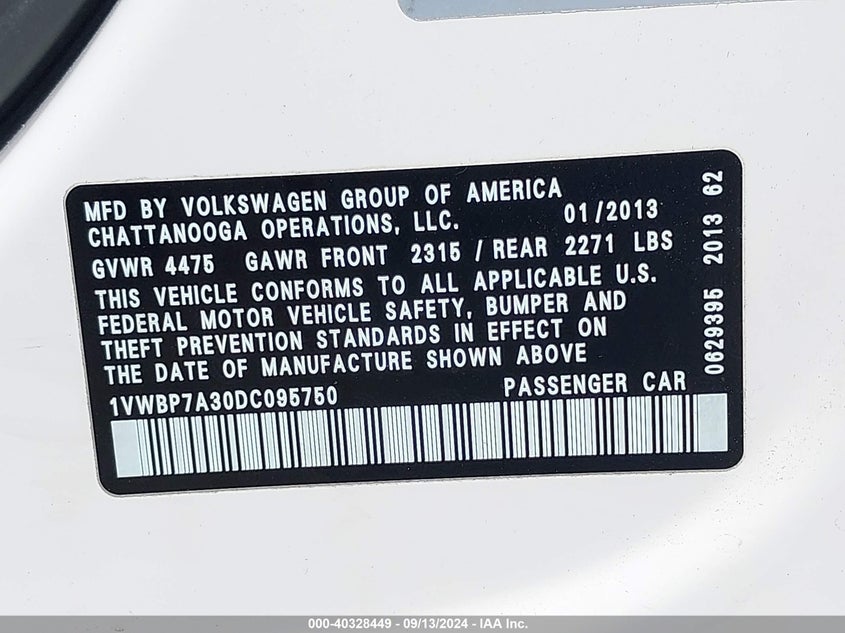 MFD BY VOLKSWAGEN GROUP OF AMERICA
CHATTANOOGA OPERATIONS, LLC. 01/2013
GVWR 4475 GAWR FRONT 2315 / REAR 2271 LBS
THIS VEHICLE CONFORMS TO ALL APPLICABLE U.S.
FEDERAL MOTOR VEHICLE SAFETY, BUMPER AND
THEFT PREVENTION STANDARDS IN EFFECT ON
THE DATE OF MANUFACTURE SHOWN ABOVE
1VWBP7A30DC095750 PASSENGER CAR
0629395 2013 62
000-40328449 - 09/13/2024 - IAA Inc.